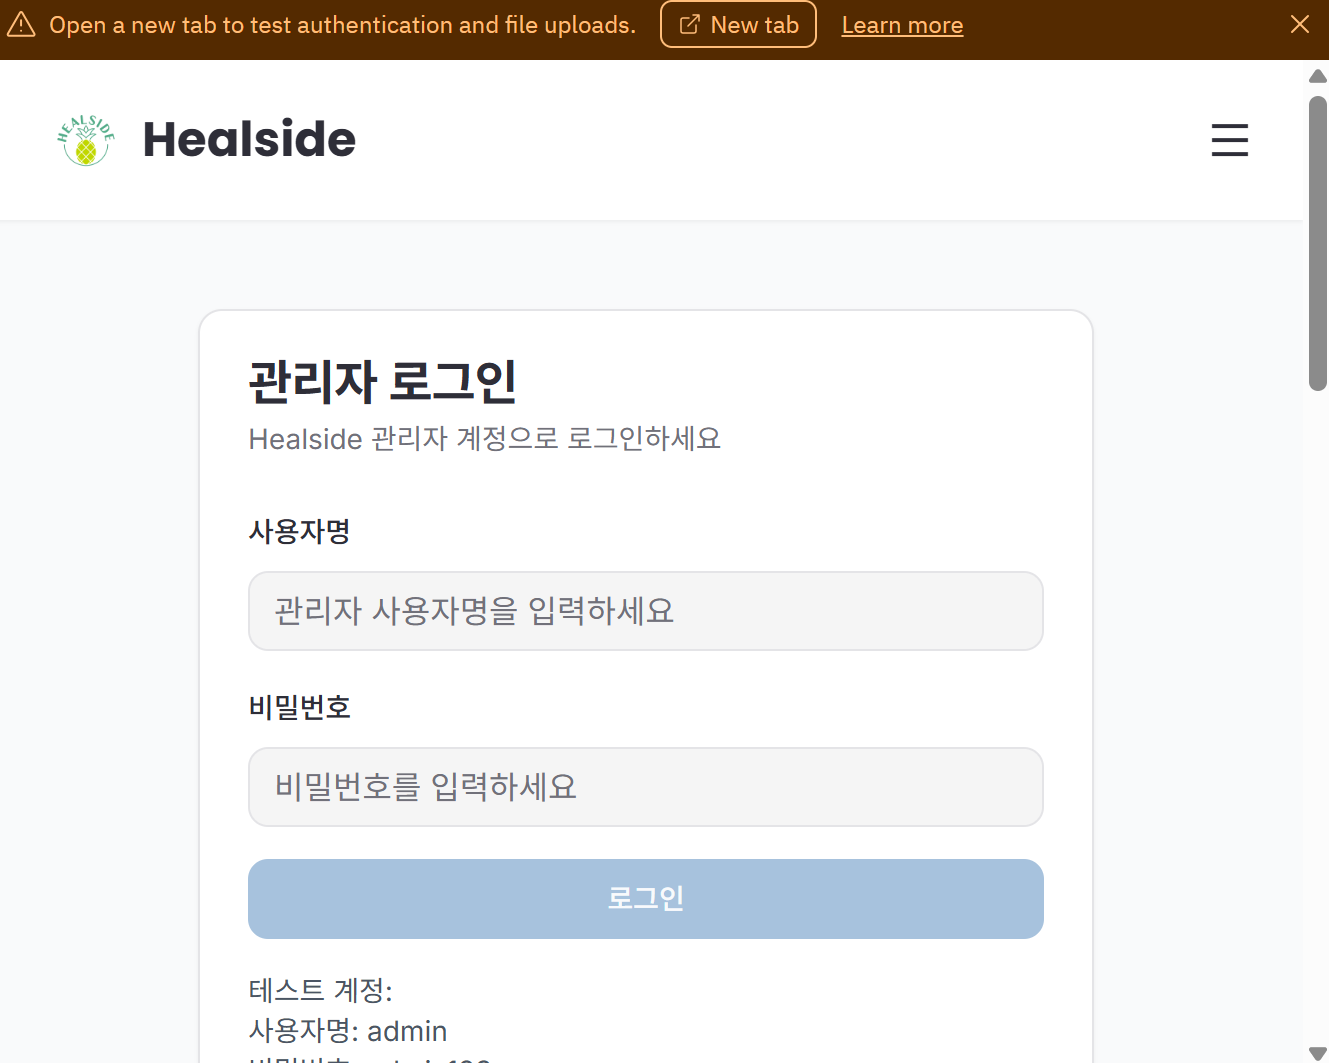 Open a new tab to test authentication and file uploads. New tab Learn more
HEALSIDE Healside
관리자 로그인
Healside 관리자 계정으로 로그인하세요
사용자명
관리자 사용자명을 입력하세요
비밀번호
비밀번호를 입력하세요
로그인
테스트 계정:
사용자명: admin